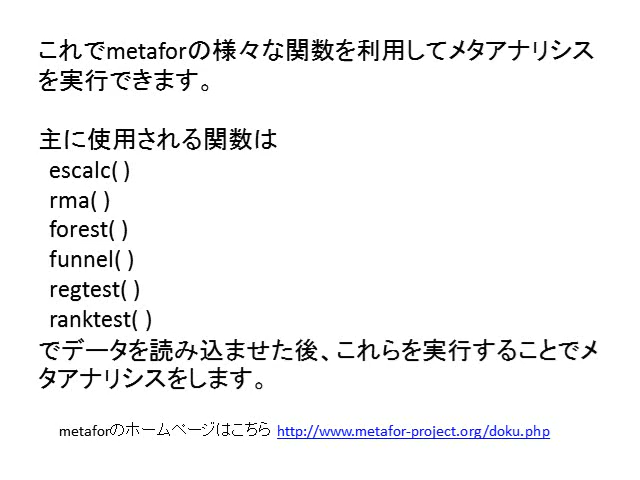 これでmetaforの様々な関数を利用してメタアナリシス
を実行できます。
主に使用される関数は
escalc( )
rma( )
forest( )
funnel( )
regtest( )
ranktest( )
でデータを読み込ませた後、これらを実行することでメ
タアナリシスをします。
metaforのホームページはこちら http://www.metafor-project.org/doku.php